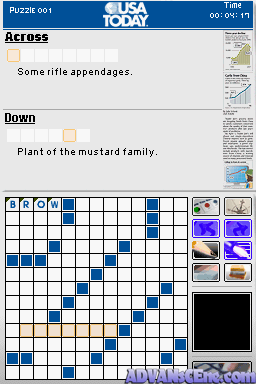 Puzzle 001
USA TODAY
Time
00:04:17
Across
Some rifle appendages.
Down
Plant of the mustard family.
B R O W
ADVANSCENE.com